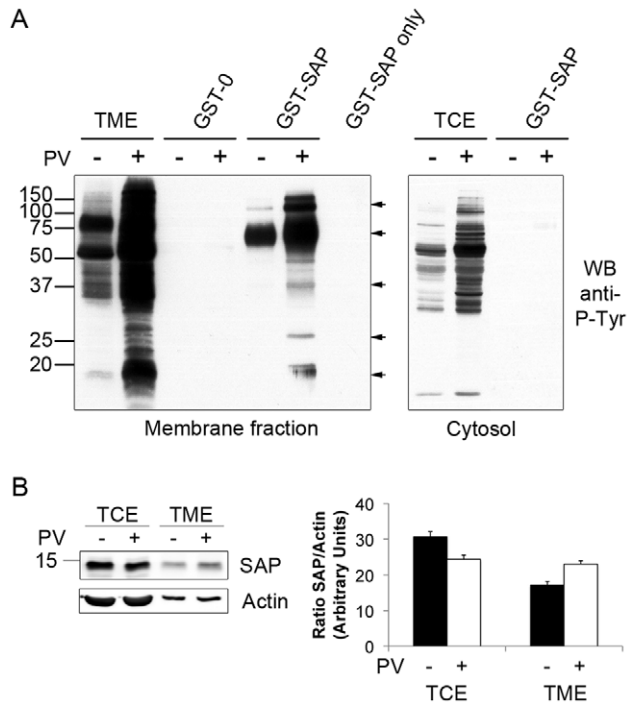 A
TME
GST-0
GST-SAP
GST-SAP only
TCE
GST-SAP
PV - + - + - + - + - +
150
100
75
50
37
25
20
WB
anti-
P-Tyr
Membrane fraction
Cytosol
B
TCE TME
PV - + - +
15
SAP
Actin
Ratio SAP/Actin
(Arbitrary Units)
40
30
20
10
0
PV - + - +
TCE TME